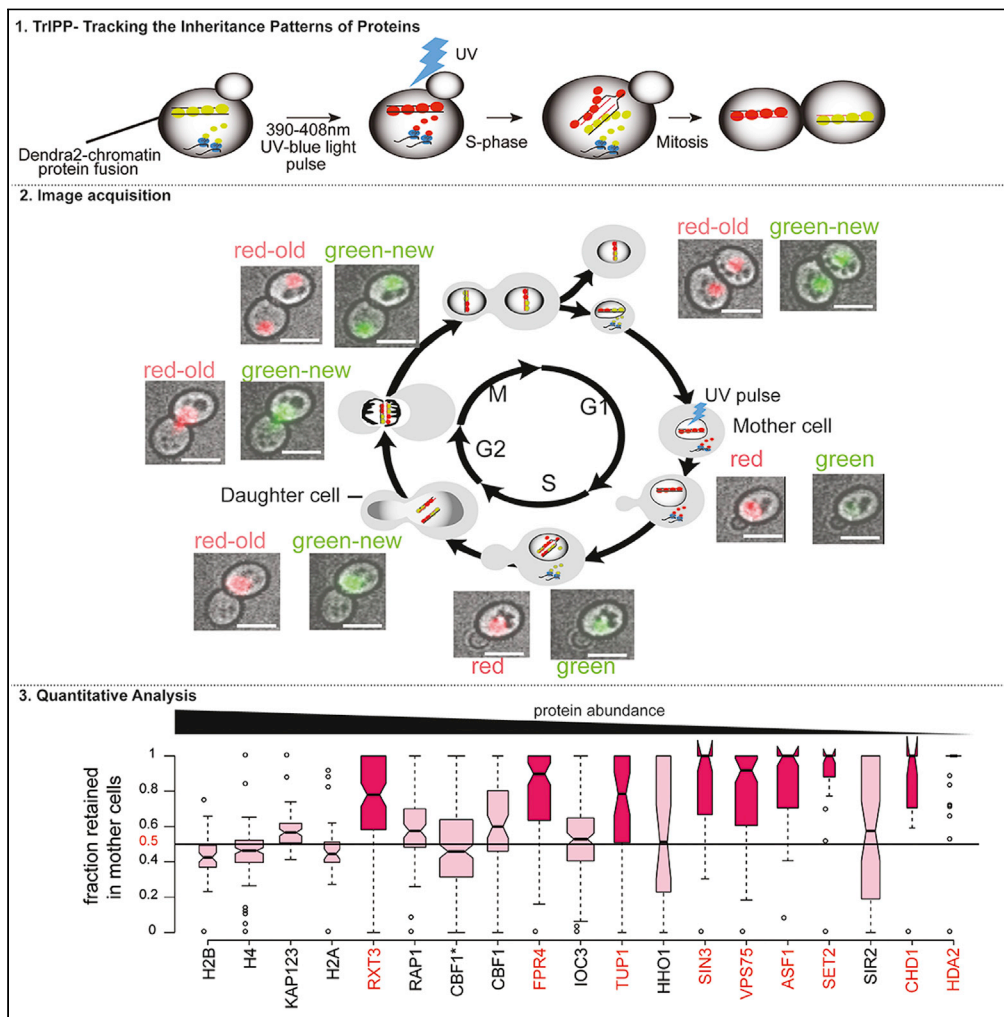 1. TrIPP- Tracking the Inheritance Patterns of Proteins
UV
Dendra2-chromatin
protein fusion
390-408nm
UV-blue light
pulse
S-phase
Mitosis
2. Image acquisition
red-old green-new
red-old green-new
red-old green-new
M
G1
UV pulse
Mother cell
G2
S
red green
Daughter cell
red-old green-new
red green
3. Quantitative Analysis
protein abundance
fraction retained
in mother cells
1
0.8
0.6
0.5
0.4
0.2
0
H2B
H4
KAP123
H2A
RXT3
RAP1
CBF1*
CBF1
FPR4
IOC3
TUP1
HHO1
SIN3
VPS75
ASF1
SET2
SIR2
CHD1
HDA2